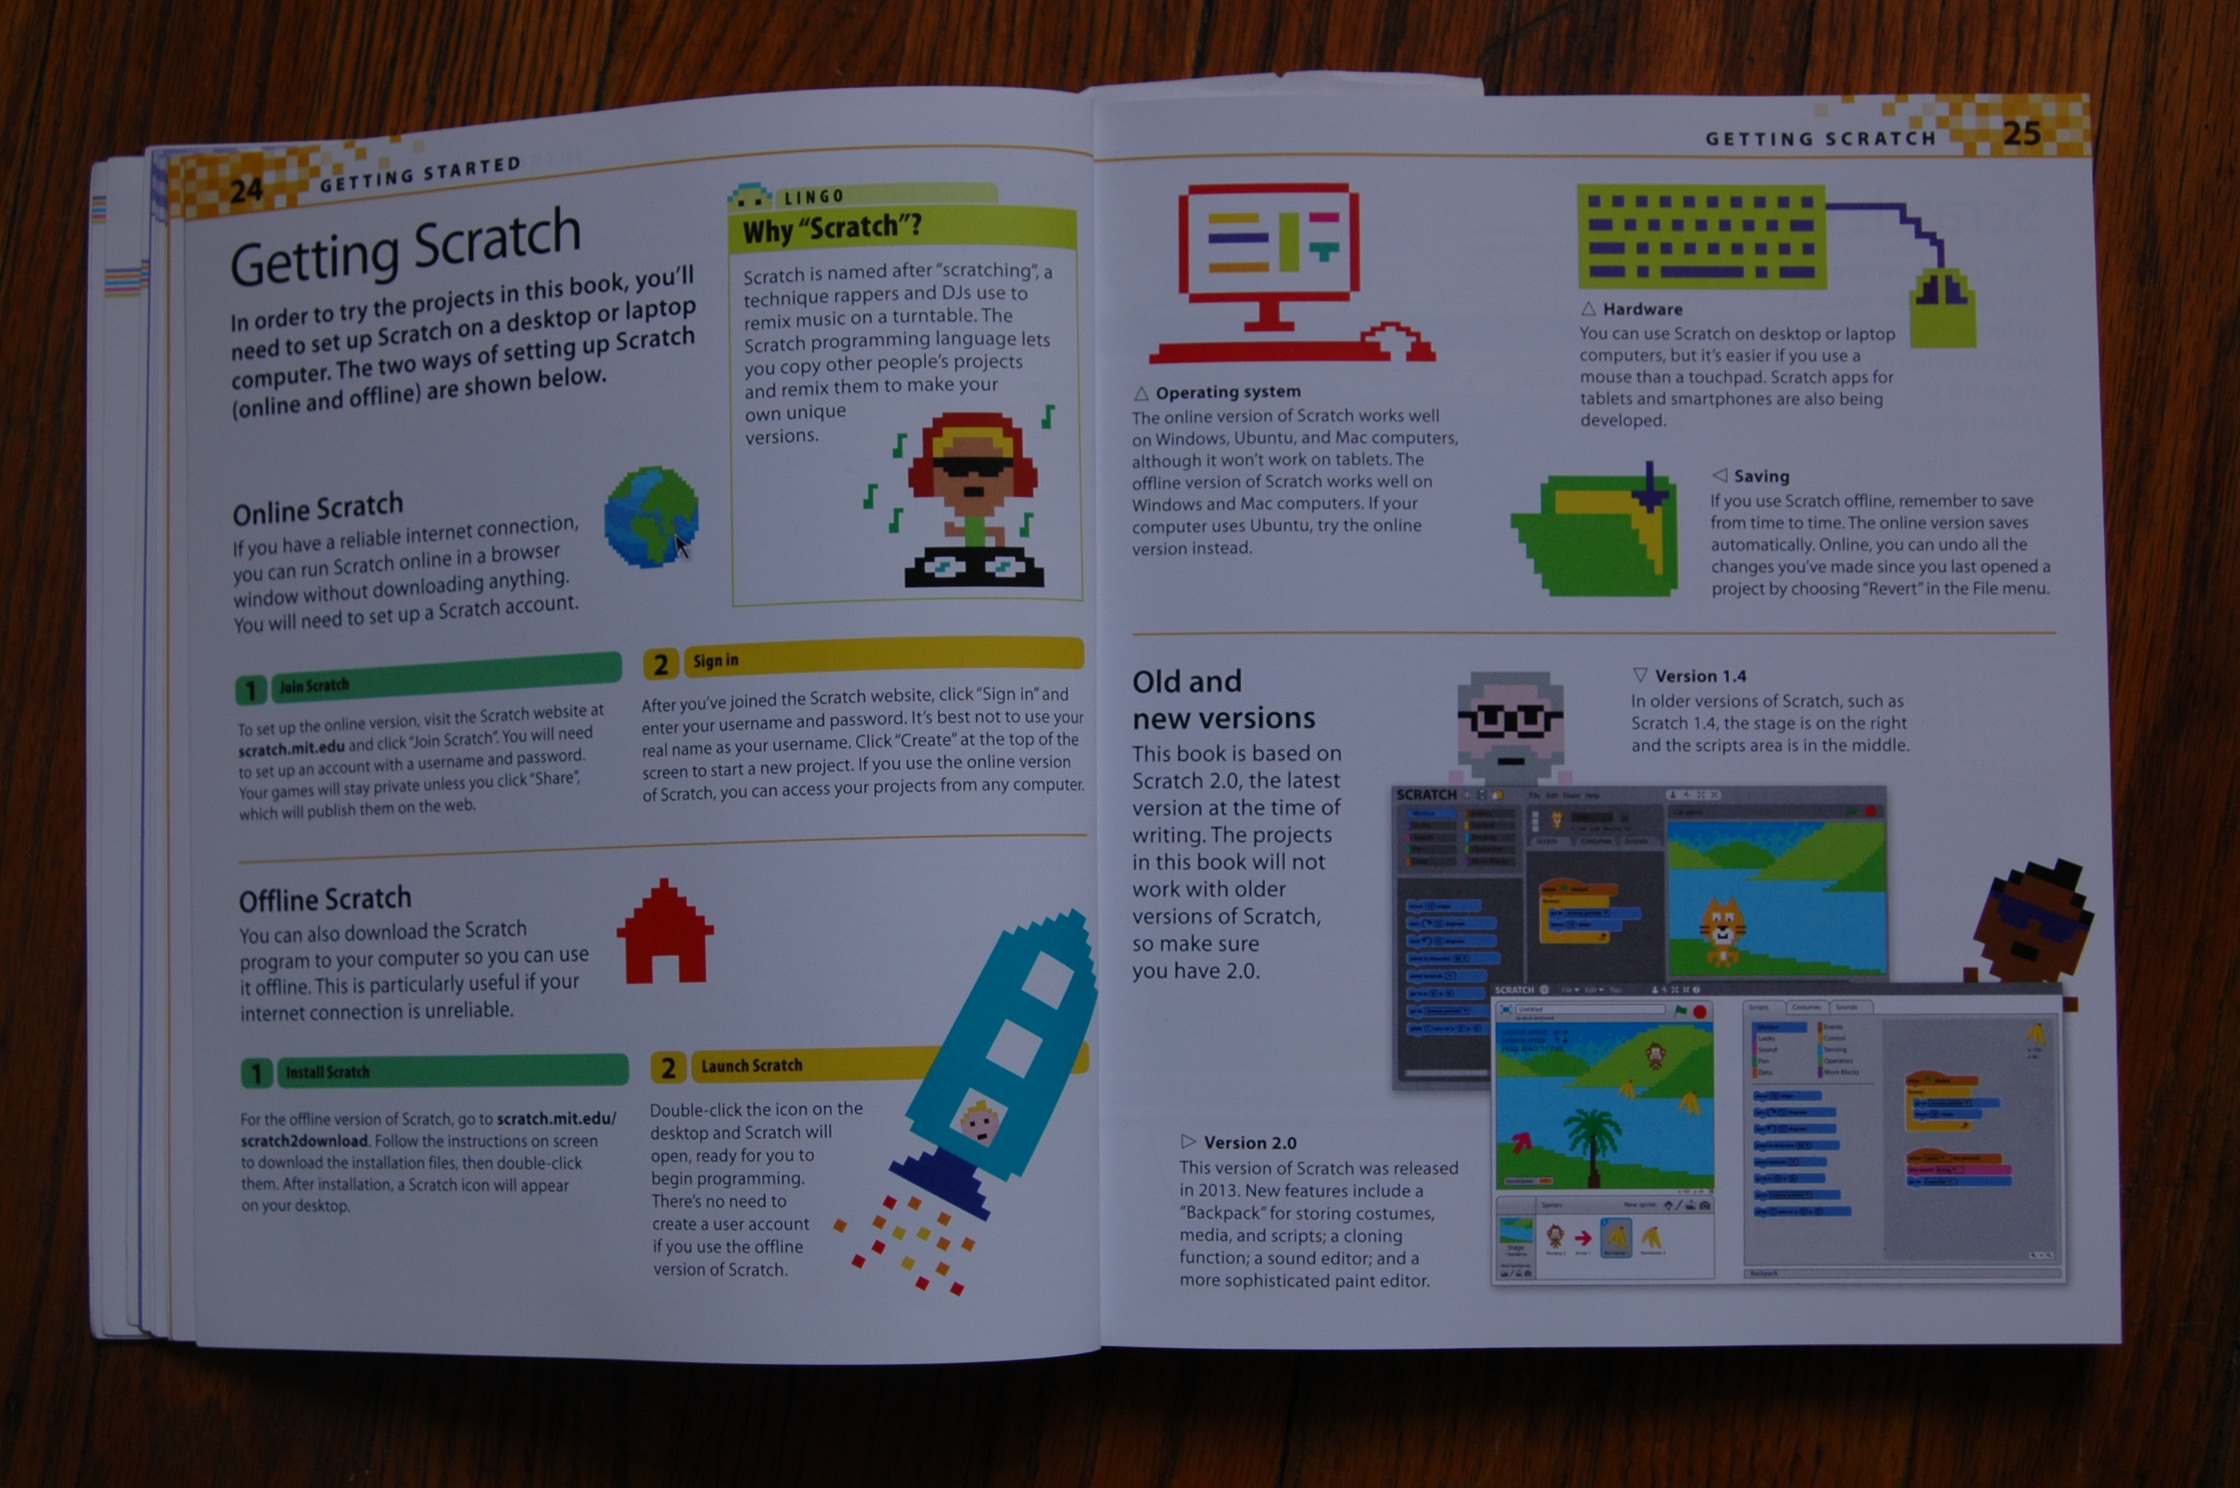 24 GETTING STARTED
Getting Scratch
In order to try the projects in this book, you'll
need to set up Scratch on a desktop or laptop
computer. The two ways of setting up Scratch
(online and offline) are shown below.
LINGO
Why "Scratch"?
Scratch is named after "scratching", a
technique rappers and DJs use to
remix music on a turntable. The
Scratch programming language lets
you copy other people's projects
and remix them to make your
own unique
versions.
Online Scratch
If you have a reliable internet connection,
you can run Scratch online in a browser
window without downloading anything.
You will need to set up a Scratch account.
1 Join Scratch
To set up the online version, visit the Scratch website at
scratch.mit.edu and click "Join Scratch". You will need
to set up an account with a username and password.
Your games will stay private unless you click "Share",
which will publish them on the web.
2 Sign in
After you've joined the Scratch website, click "Sign in" and
enter your username and password. It's best not to use your
real name as your username. Click "Create" at the top of the
screen to start a new project. If you use the online version
of Scratch, you can access your projects from any computer.
Offline Scratch
You can also download the Scratch
program to your computer so you can use
it offline. This is particularly useful if your
internet connection is unreliable.
1 Install Scratch
For the offline version of Scratch, go to scratch.mit.edu/
scratch2download. Follow the instructions on screen
to download the installation files, then double-click
them. After installation, a Scratch icon will appear
on your desktop.
2 Launch Scratch
Double-click the icon on the
desktop and Scratch will
open, ready for you to
begin programming.
There's no need to
create a user account
if you use the offline
version of Scratch.
GETTING SCRATCH 25
△ Operating system
The online version of Scratch works well
on Windows, Ubuntu, and Mac computers,
although it won't work on tablets. The
offline version of Scratch works well on
Windows and Mac computers. If your
computer uses Ubuntu, try the online
version instead.
△ Hardware
You can use Scratch on desktop or laptop
computers, but it's easier if you use a
mouse than a touchpad. Scratch apps for
tablets and smartphones are also being
developed.
◁ Saving
If you use Scratch offline, remember to save
from time to time. The online version saves
automatically. Online, you can undo all the
changes you've made since you last opened a
project by choosing "Revert" in the File menu.
Old and
new versions
This book is based on
Scratch 2.0, the latest
version at the time of
writing. The projects
in this book will not
work with older
versions of Scratch,
so make sure
you have 2.0.
▽ Version 1.4
In older versions of Scratch, such as
Scratch 1.4, the stage is on the right
and the scripts area is in the middle.
SCRATCH
SCRATCH
Scripts Costumes Sounds
▷ Version 2.0
This version of Scratch was released
in 2013. New features include a
"Backpack" for storing costumes,
media, and scripts; a cloning
function; a sound editor; and a
more sophisticated paint editor.